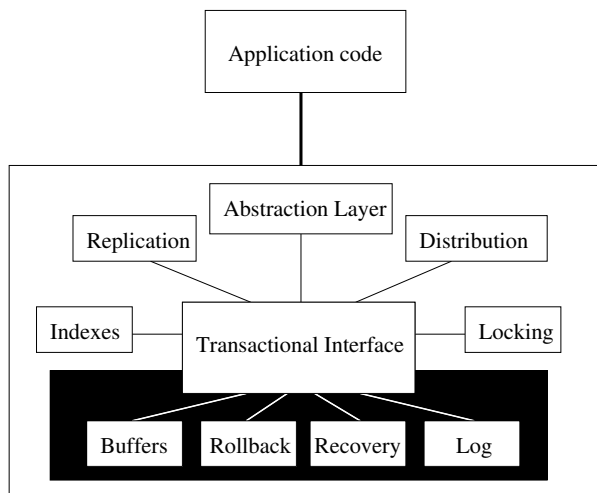 Application code
Abstraction Layer
Replication
Distribution
Indexes
Transactional Interface
Locking
Buffers
Rollback
Recovery
Log